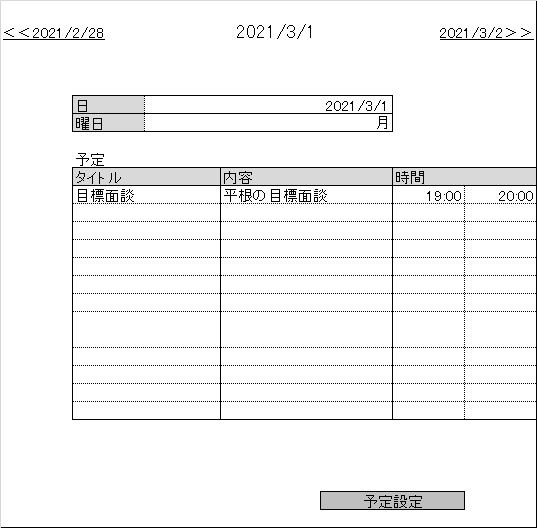 <<2021/2/28 2021/3/1 2021/3/2>>
日 2021/3/1
曜日 月
予定
タイトル 内容 時間
目標面談 平根の目標面談 19:00 20:00
予定設定